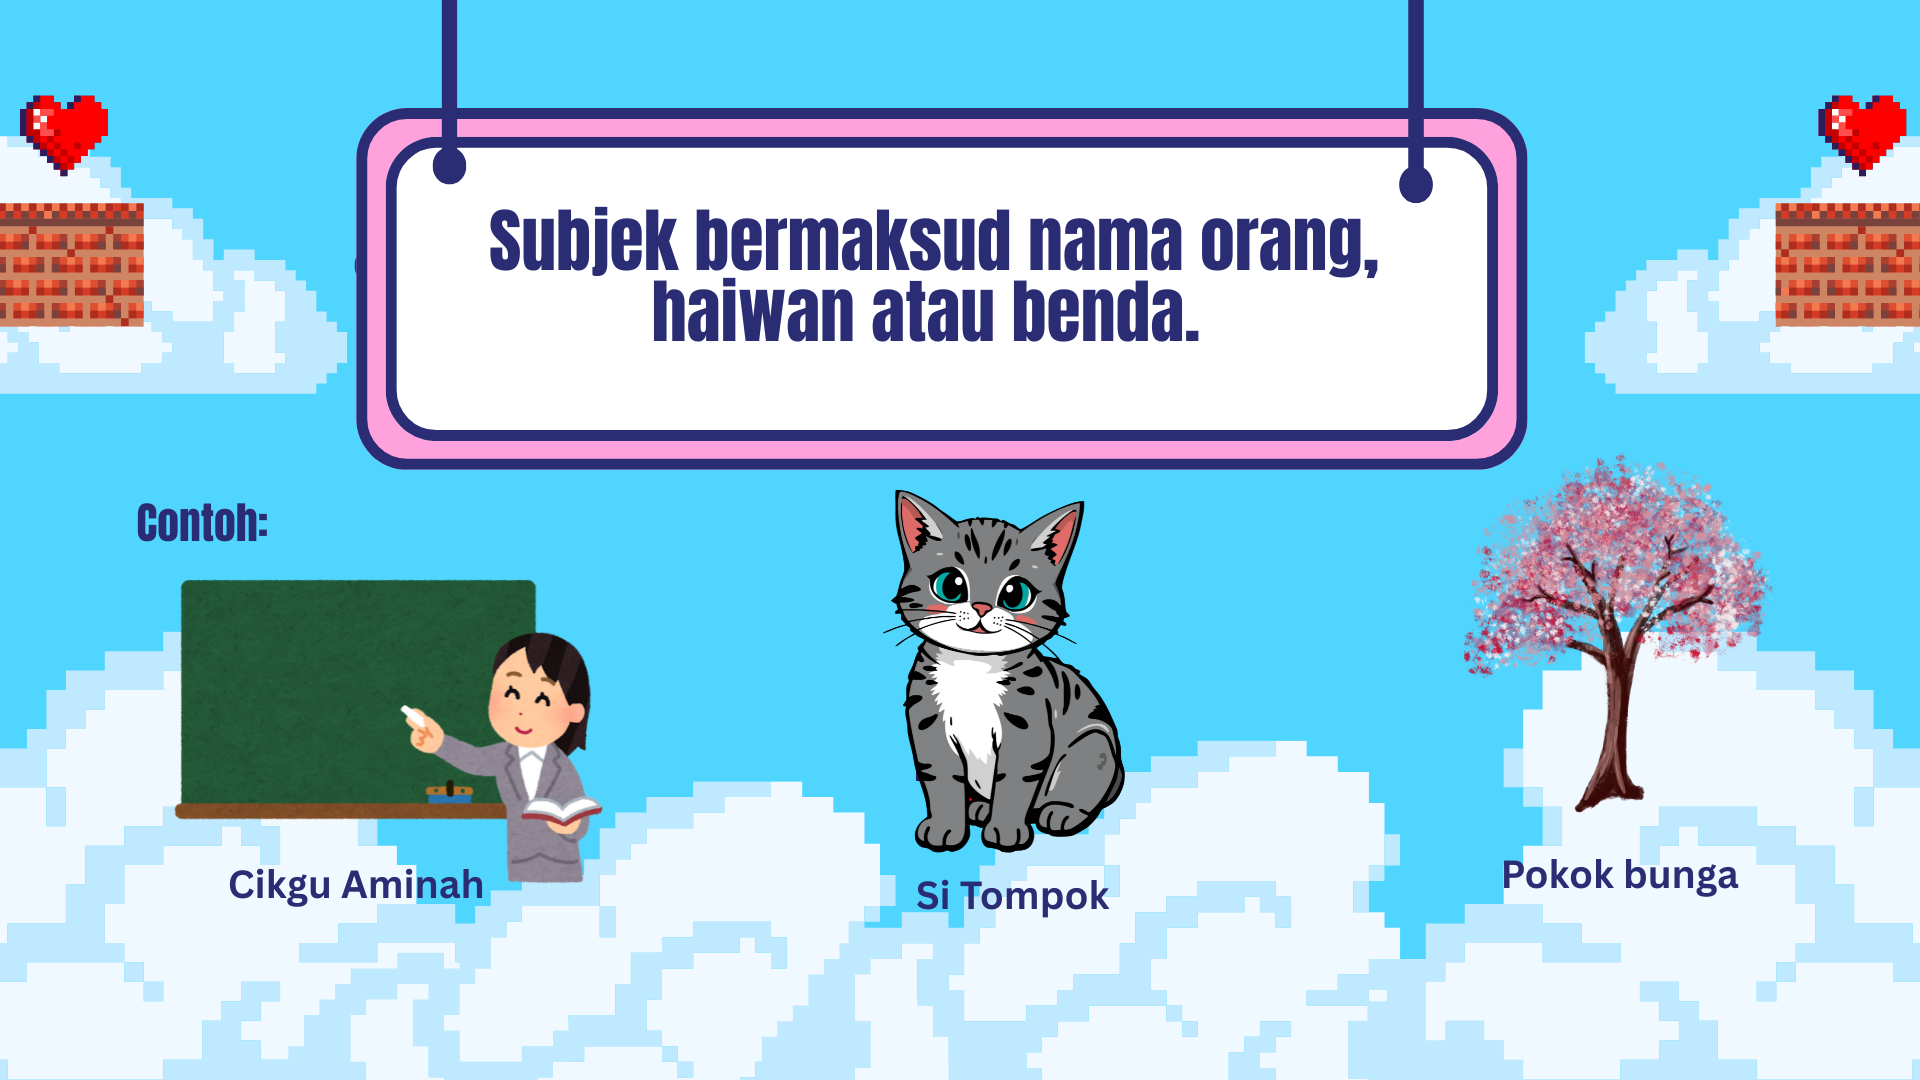 Subjek bermaksud nama orang,
haiwan atau benda.
Contoh:
Cikgu Aminah
Si Tompok
Pokok bunga